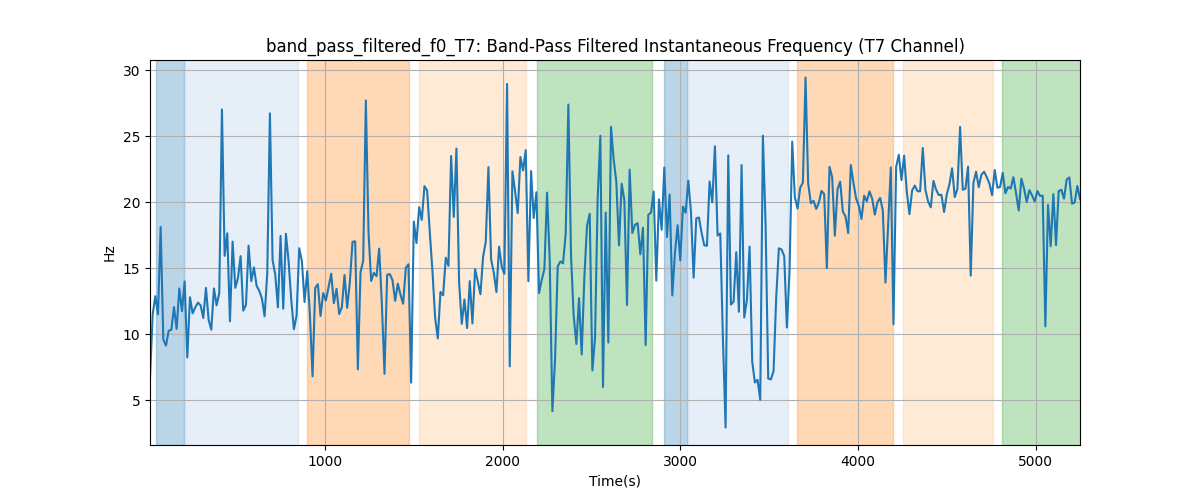 band_pass_filtered_f0_T7: Band-Pass Filtered Instantaneous Frequency (T7 Channel)
30
25
20
15
10
5
Hz
1000 2000 3000 4000 5000
Time(s)